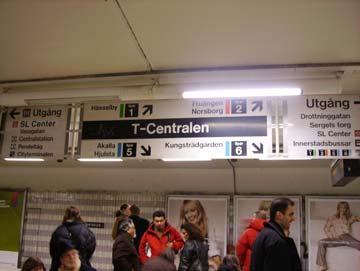 Utgång
SL Center
Vasagatan
Centralstation
Pendeltåg
Cityterminalen
Hässelby 1
Fruängen 2
Norsborg
T-Centralen
Akalla 5
Hjulsta
Kungsträdgården 6
Utgång
Drottninggatan
Sergels torg
SL Center
Innerstadsbussar